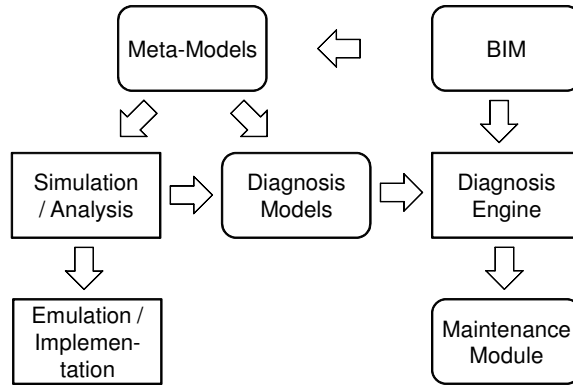 Meta-Models
BIM
Simulation
/ Analysis
Diagnosis
Models
Diagnosis
Engine
Emulation /
Implemen-
tation
Maintenance
Module